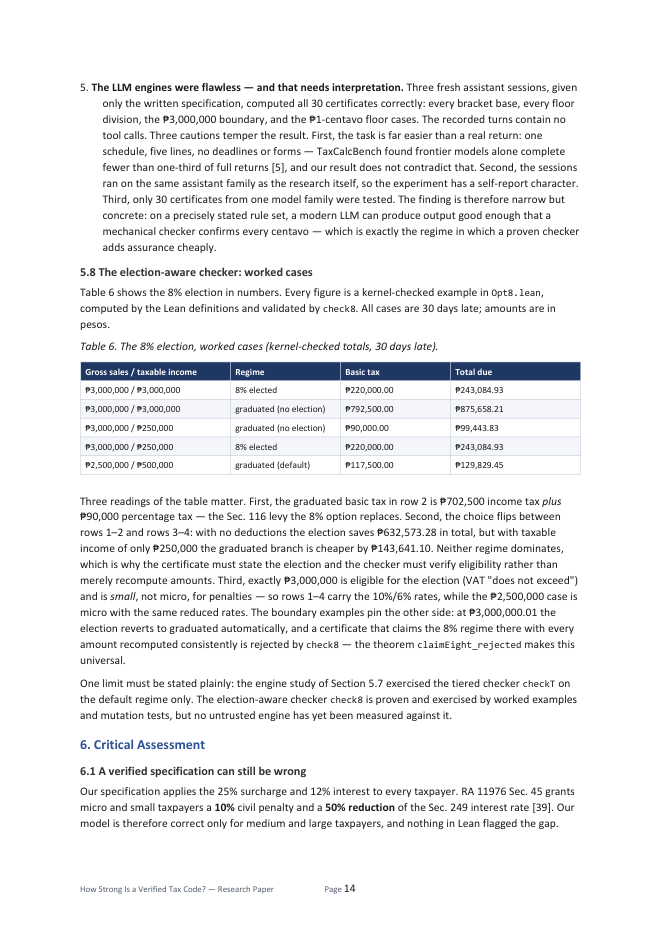 5. The LLM engines were flawless — and that needs interpretation. Three fresh assistant sessions, given
only the written specification, computed all 30 certificates correctly: every bracket base, every floor
division, the ₱3,000,000 boundary, and the ₱1-centavo floor cases. The recorded turns contain no
tool calls. Three cautions temper the result. First, the task is far easier than a real return: one
schedule, five lines, no deadlines or forms — TaxCalcBench found frontier models alone complete
fewer than one-third of full returns [5], and our result does not contradict that. Second, the sessions
ran on the same assistant family as the research itself, so the experiment has a self-report character.
Third, only 30 certificates from one model family were tested. The finding is therefore narrow but
concrete: on a precisely stated rule set, a modern LLM can produce output good enough that a
mechanical checker confirms every centavo — which is exactly the regime in which a proven checker
adds assurance cheaply.
5.8 The election-aware checker: worked cases
Table 6 shows the 8% election in numbers. Every figure is a kernel-checked example in Opt8.lean,
computed by the Lean definitions and validated by check8. All cases are 30 days late; amounts are in
pesos.
Table 6. The 8% election, worked cases (kernel-checked totals, 30 days late).
Gross sales / taxable income Regime Basic tax Total due
₱3,000,000 / ₱3,000,000 8% elected ₱220,000.00 ₱243,084.93
₱3,000,000 / ₱3,000,000 graduated (no election) ₱792,500.00 ₱875,658.21
₱3,000,000 / ₱250,000 graduated (no election) ₱90,000.00 ₱99,443.83
₱3,000,000 / ₱250,000 8% elected ₱220,000.00 ₱243,084.93
₱2,500,000 / ₱500,000 graduated (default) ₱117,500.00 ₱129,829.45
Three readings of the table matter. First, the graduated basic tax in row 2 is ₱702,500 income tax plus
₱90,000 percentage tax — the Sec. 116 levy the 8% option replaces. Second, the choice flips between
rows 1–2 and rows 3–4: with no deductions the election saves ₱632,573.28 in total, but with taxable
income of only ₱250,000 the graduated branch is cheaper by ₱143,641.10. Neither regime dominates,
which is why the certificate must state the election and the checker must verify eligibility rather than
merely recompute amounts. Third, exactly ₱3,000,000 is eligible for the election (VAT "does not exceed")
and is small, not micro, for penalties — so rows 1–4 carry the 10%/6% rates, while the ₱2,500,000 case is
micro with the same reduced rates. The boundary examples pin the other side: at ₱3,000,000.01 the
election reverts to graduated automatically, and a certificate that claims the 8% regime there with every
amount recomputed consistently is rejected by check8 — the theorem claimEight_rejected makes this
universal.
One limit must be stated plainly: the engine study of Section 5.7 exercised the tiered checker checkT on
the default regime only. The election-aware checker check8 is proven and exercised by worked examples
and mutation tests, but no untrusted engine has yet been measured against it.
6. Critical Assessment
6.1 A verified specification can still be wrong
Our specification applies the 25% surcharge and 12% interest to every taxpayer. RA 11976 Sec. 45 grants
micro and small taxpayers a 10% civil penalty and a 50% reduction of the Sec. 249 interest rate [39]. Our
model is therefore correct only for medium and large taxpayers, and nothing in Lean flagged the gap.
How Strong Is a Verified Tax Code? — Research Paper Page 14